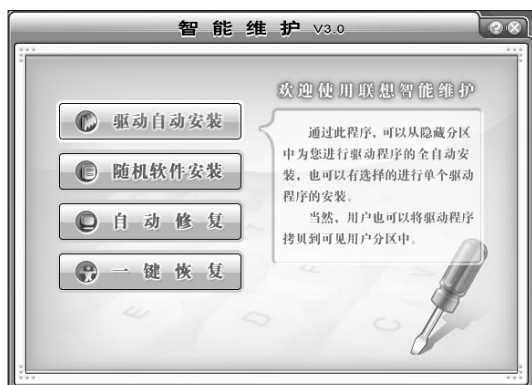 智能维护 V3.0
欢迎使用联想智能维护
驱动自动安装
随机软件安装
自动修复
一键恢复
通过此程序，可以从隐藏分区
中为您进行驱动程序的全自动安
装，也可以有选择的进行单个驱动
程序的安装。
当然，用户也可以将驱动程序
拷贝到可见用户分区中。